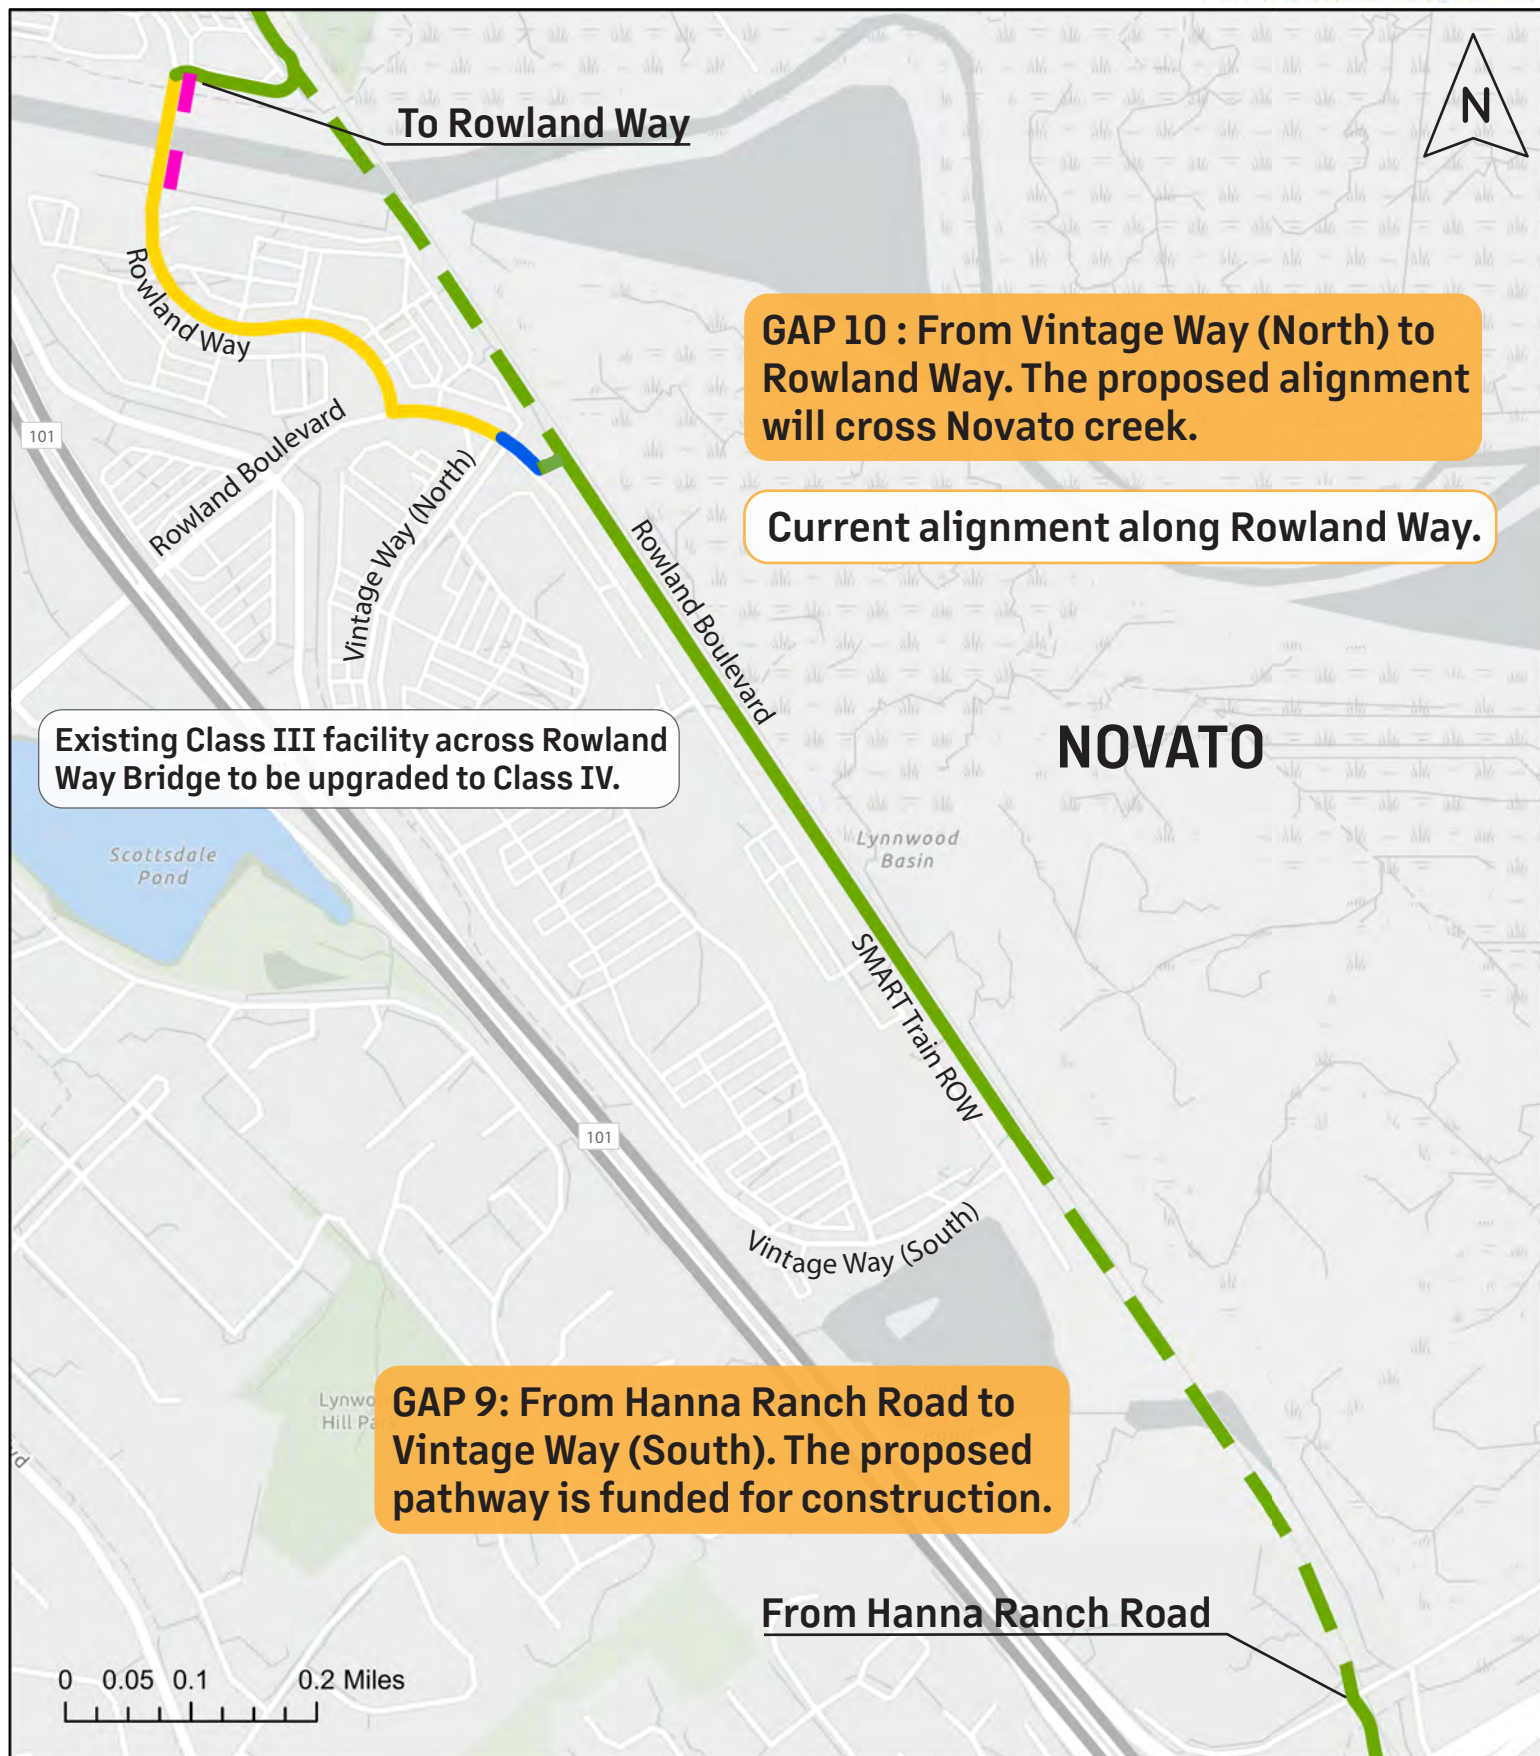 N
To Rowland Way
Rowland Way
GAP 10 : From Vintage Way (North) to
Rowland Way. The proposed alignment
will cross Novato creek.
101
Rowland Boulevard
Vintage Way (North)
Current alignment along Rowland Way.
Rowland Boulevard
Existing Class III facility across Rowland
Way Bridge to be upgraded to Class IV.
NOVATO
Scottsdale
Pond
Lynnwood
Basin
SMART Train ROW
101
Vintage Way (South)
GAP 9: From Hanna Ranch Road to
Vintage Way (South). The proposed
pathway is funded for construction.
From Hanna Ranch Road
0 0.05 0.1 0.2 Miles